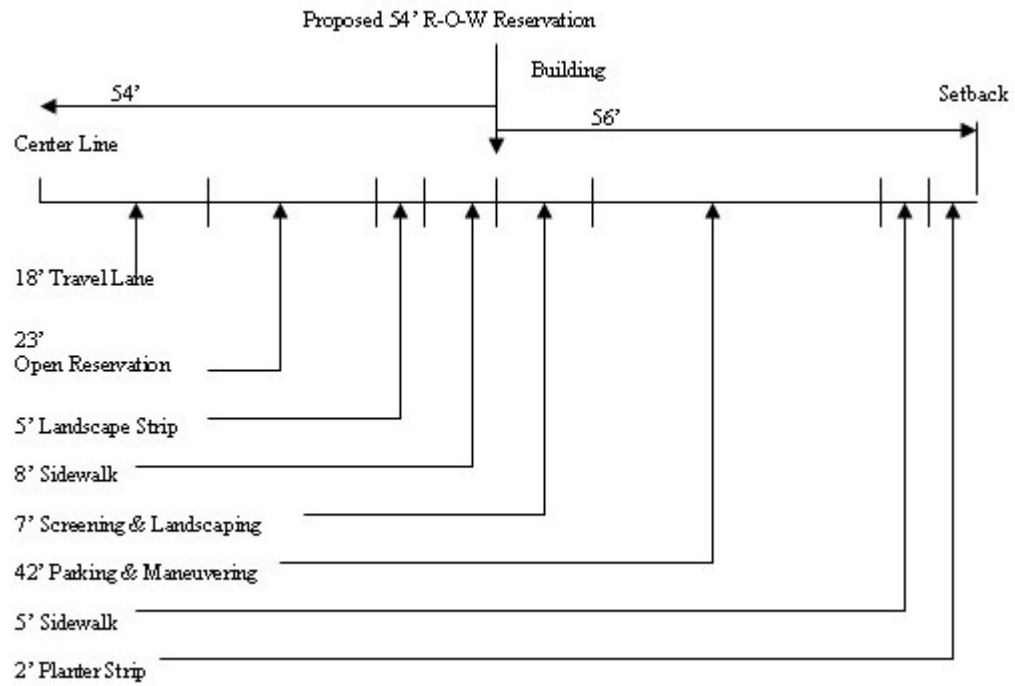 Proposed 54’ R-O-W Reservation
Building
54’
Setback
56’
Center Line
18’ Travel Lane
23’
Open Reservation
5’ Landscape Strip
8’ Sidewalk
7’ Screening & Landscaping
42’ Parking & Maneuvering
5’ Sidewalk
2’ Planter Strip